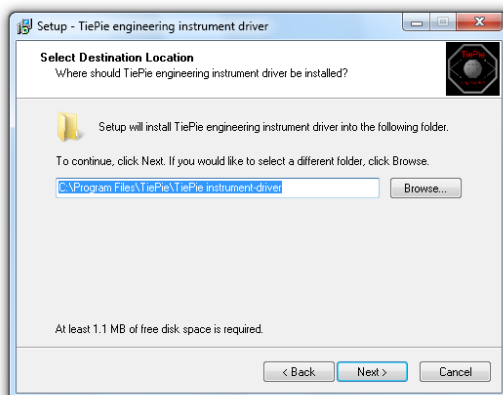 Setup - TiePie engineering instrument driver
Select Destination Location
Where should TiePie engineering instrument driver be installed?
TiePie
Setup will install TiePie engineering instrument driver into the following folder.
To continue, click Next. If you would like to select a different folder, click Browse.
C:\Program Files\TiePie\TiePie instrument-driver
Browse...
At least 1.1 MB of free disk space is required.
< Back
Next >
Cancel